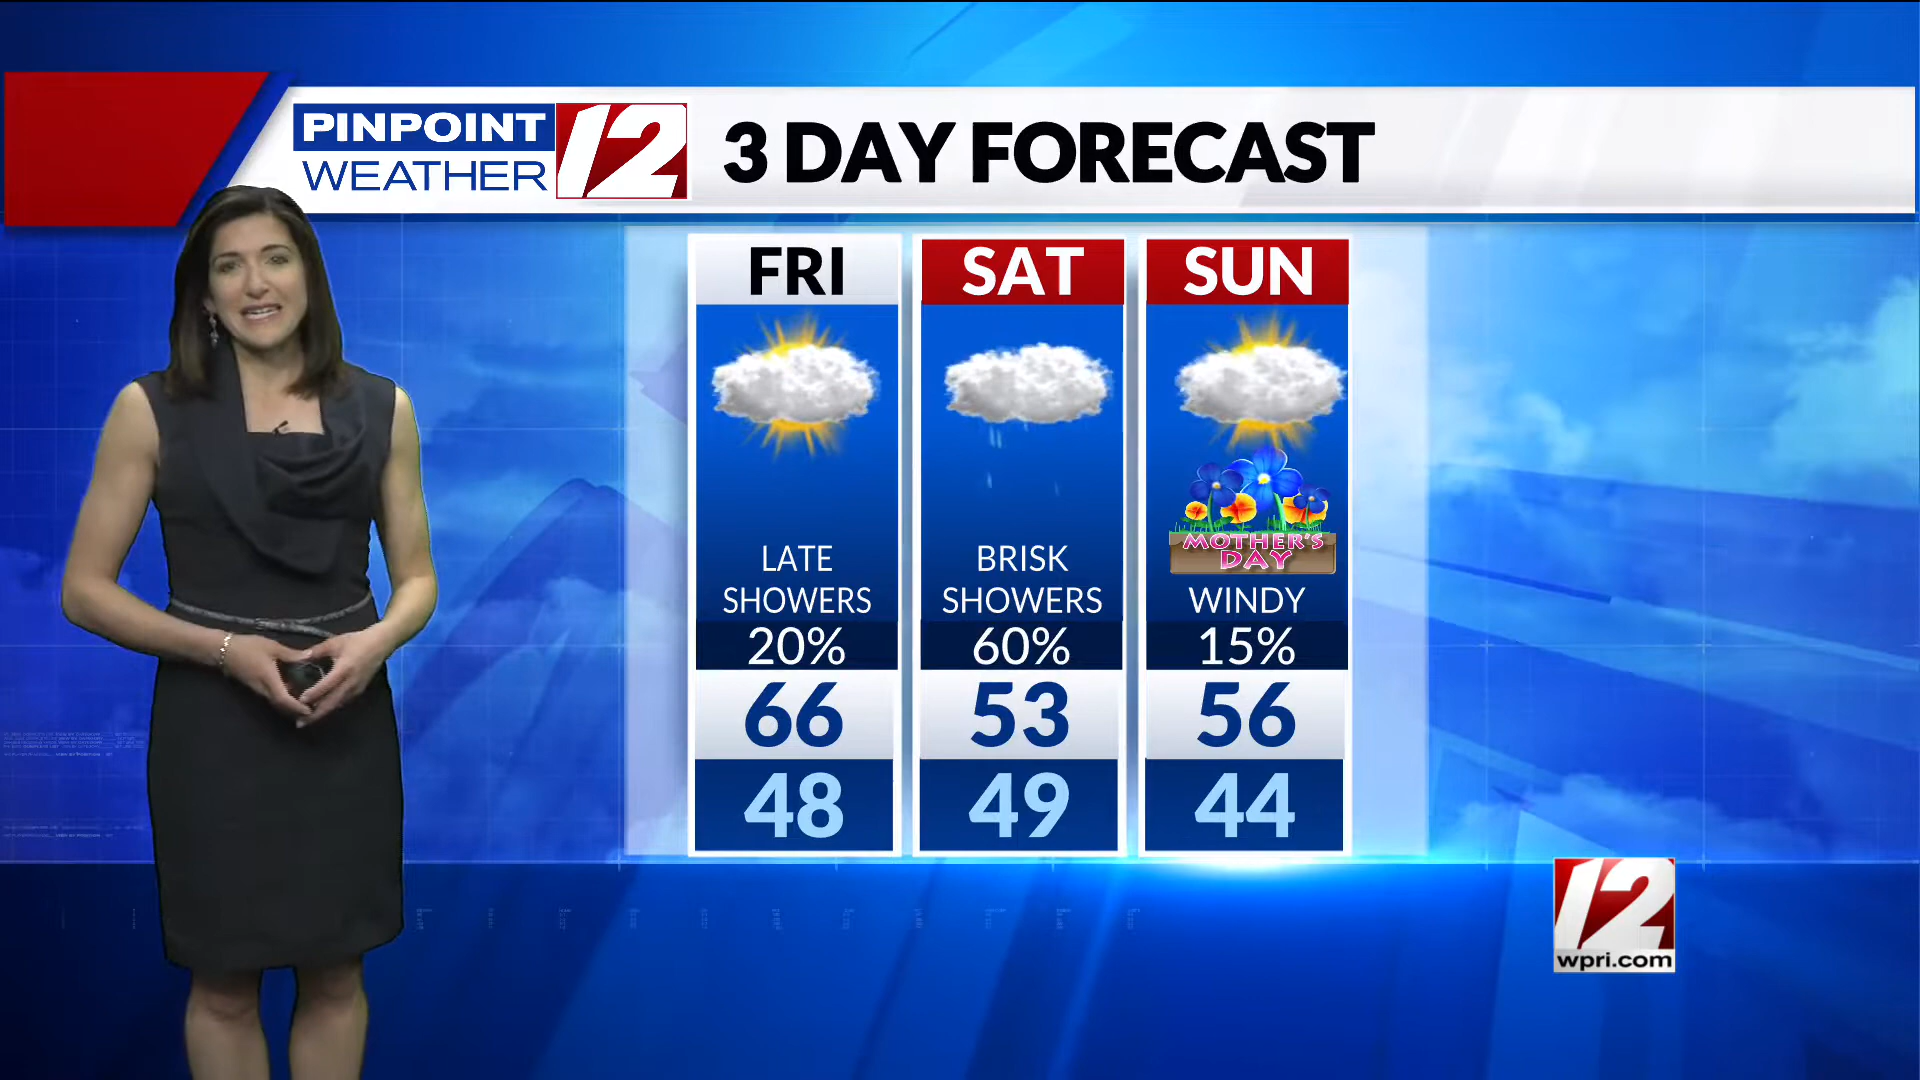 PINPOINT
WEATHER
12
3 DAY FORECAST
FRI
LATE
SHOWERS
20%
66
48
SAT
BRISK
SHOWERS
60%
53
49
SUN
MOTHER'S
DAY
WINDY
15%
56
44
12
wpri.com